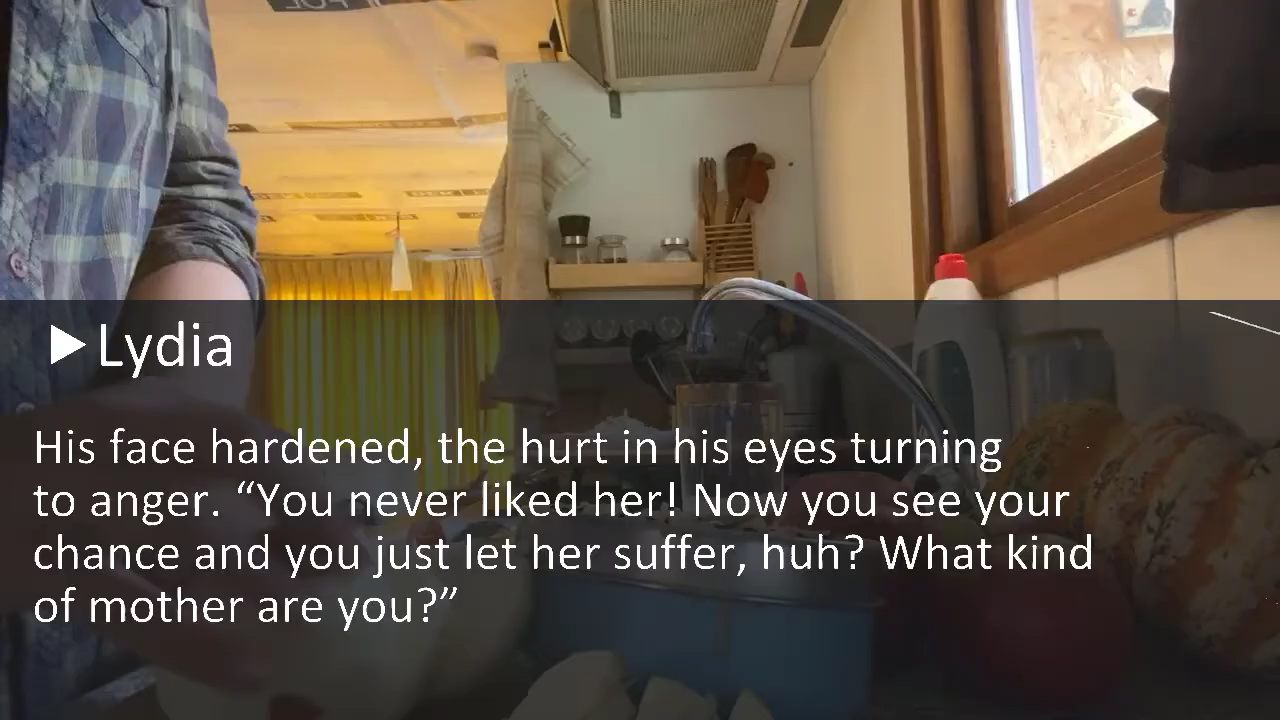 ▶Lydia
His face hardened, the hurt in his eyes turning
to anger. “You never liked her! Now you see your
chance and you just let her suffer, huh? What kind
of mother are you?”